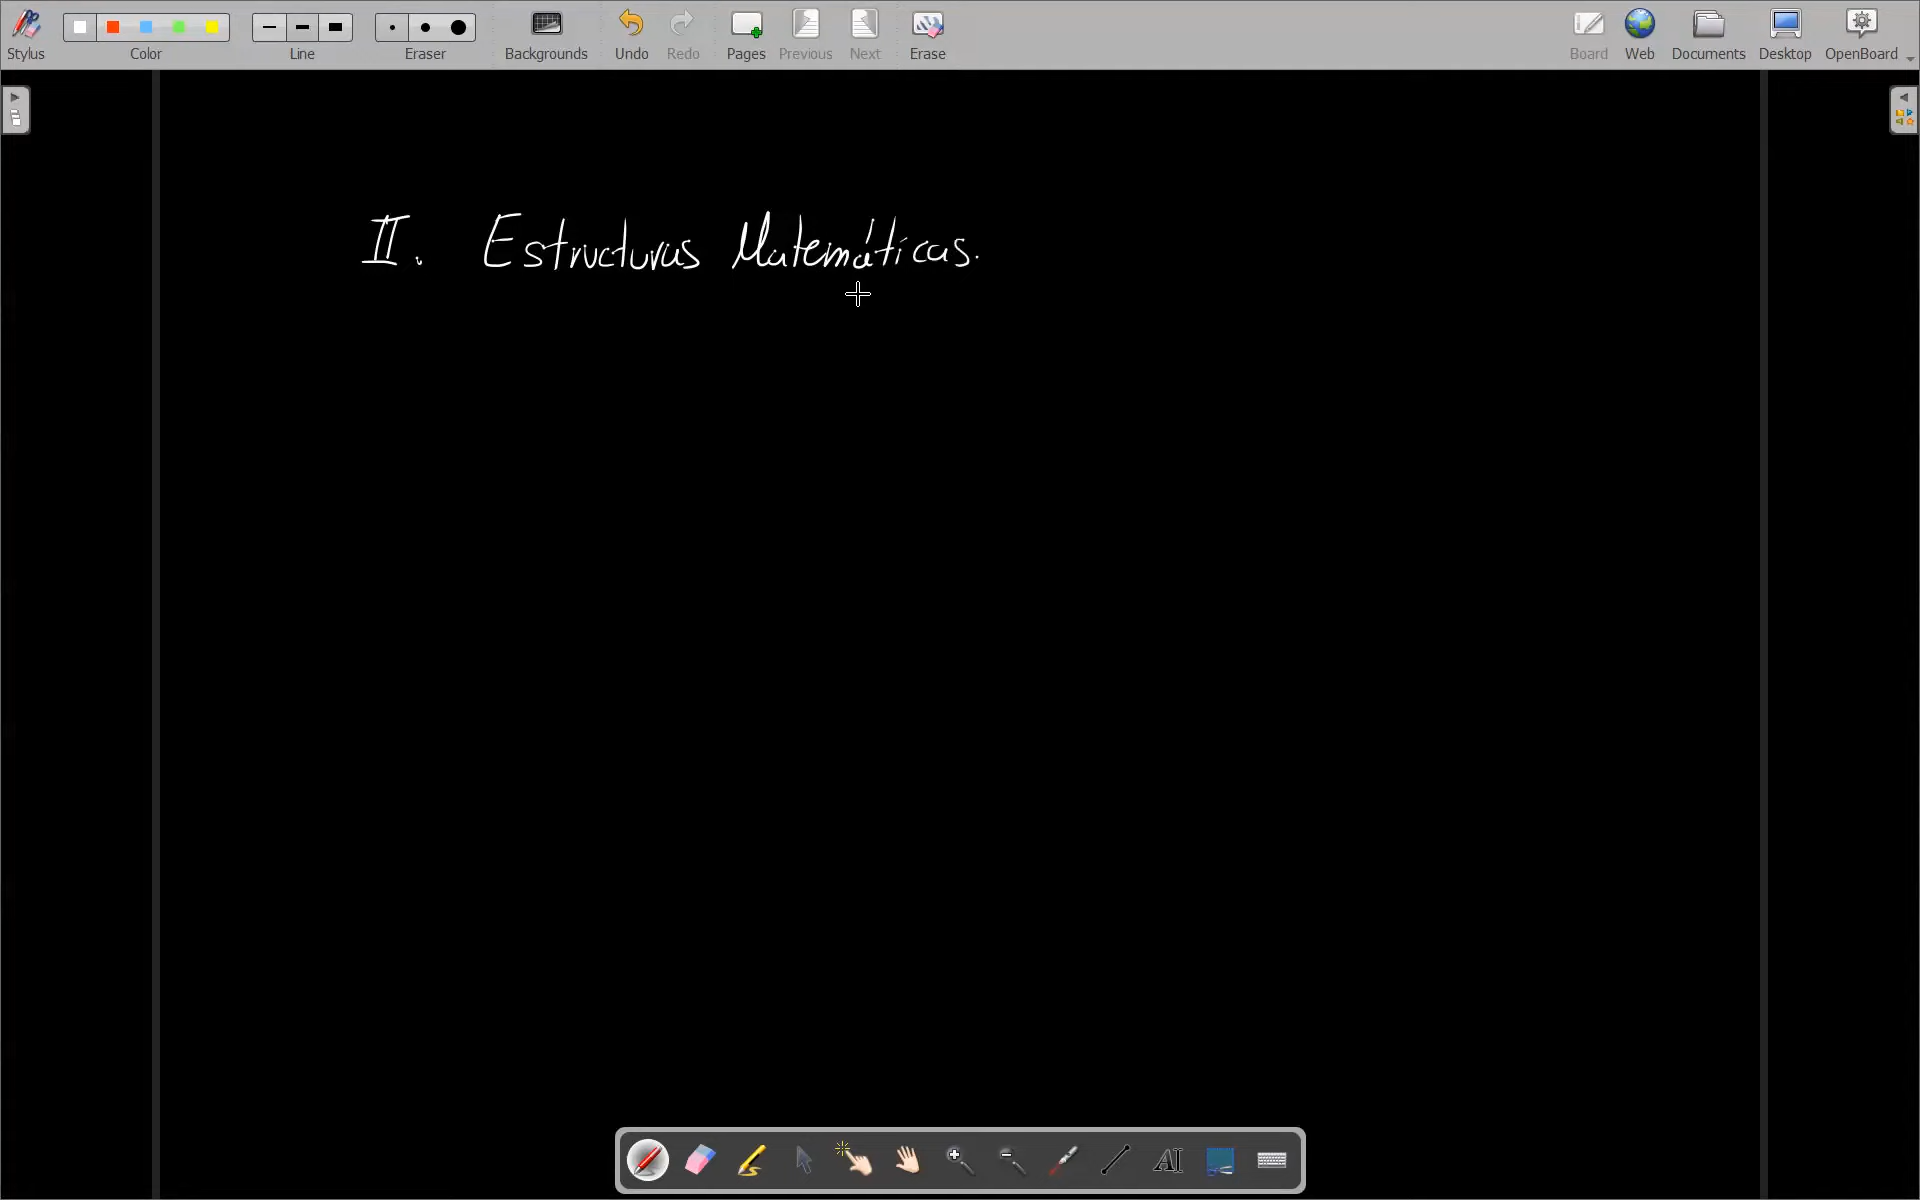 Stylus Color Line Eraser Backgrounds Undo Redo Pages Previous Next Erase Board Web Documents Desktop OpenBoard
II. Estructuras Matemáticas.